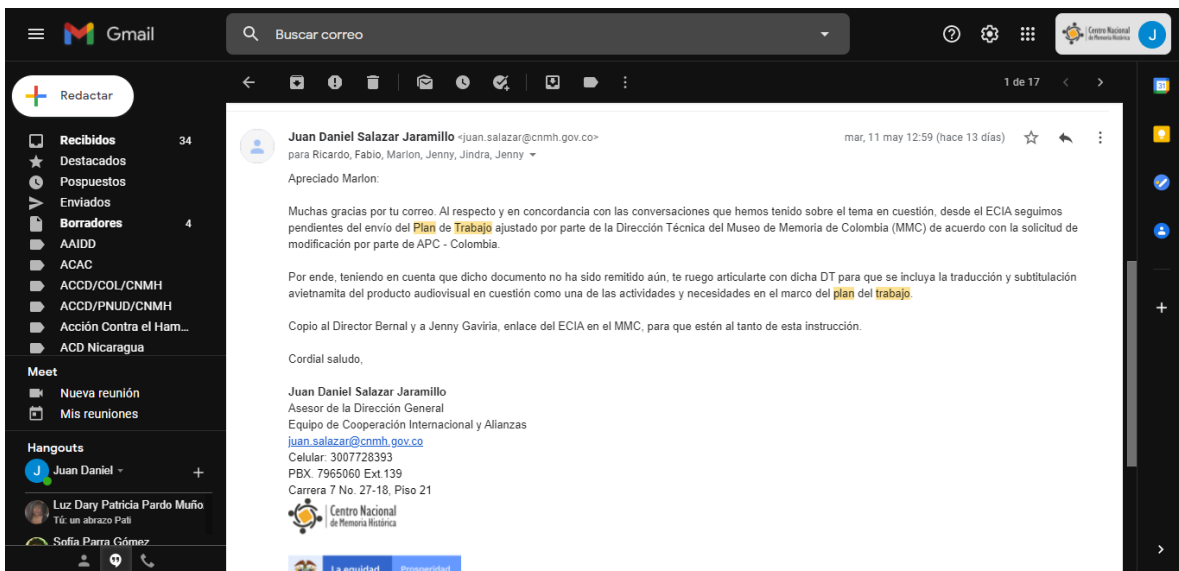 Gmail
Buscar correo
Centro Nacional
de Memoria Histórica
J
Redactar
1 de 17
31
Recibidos 34
Destacados
Pospuestos
Enviados
Borradores 4
AAIDD
ACAC
ACCD/COL/CNMH
ACCD/PNUD/CNMH
Acción Contra el Ham...
ACD Nicaragua
Meet
Nueva reunión
Mis reuniones
Hangouts
J Juan Daniel
Luz Dary Patricia Pardo Muño
Tú: un abrazo Pati
Sofía Parra Gómez
Juan Daniel Salazar Jaramillo <juan.salazar@cnmh.gov.co> mar, 11 may 12:59 (hace 13 días)
para Ricardo, Fabio, Marlon, Jenny, Jindra, Jenny
Apreciado Marlon:
Muchas gracias por tu correo. Al respecto y en concordancia con las conversaciones que hemos tenido sobre el tema en cuestión, desde el ECIA seguimos
pendientes del envío del Plan de Trabajo ajustado por parte de la Dirección Técnica del Museo de Memoria de Colombia (MMC) de acuerdo con la solicitud de
modificación por parte de APC - Colombia.
Por ende, teniendo en cuenta que dicho documento no ha sido remitido aún, te ruego articularte con dicha DT para que se incluya la traducción y subtitulación
avietnamita del producto audiovisual en cuestión como una de las actividades y necesidades en el marco del plan del trabajo.
Copio al Director Bernal y a Jenny Gaviria, enlace del ECIA en el MMC, para que estén al tanto de esta instrucción.
Cordial saludo,
Juan Daniel Salazar Jaramillo
Asesor de la Dirección General
Equipo de Cooperación Internacional y Alianzas
juan.salazar@cnmh.gov.co
Celular: 3007728393
PBX. 7965060 Ext.139
Carrera 7 No. 27-18, Piso 21
Centro Nacional
de Memoria Histórica
La equidad Prosperidad